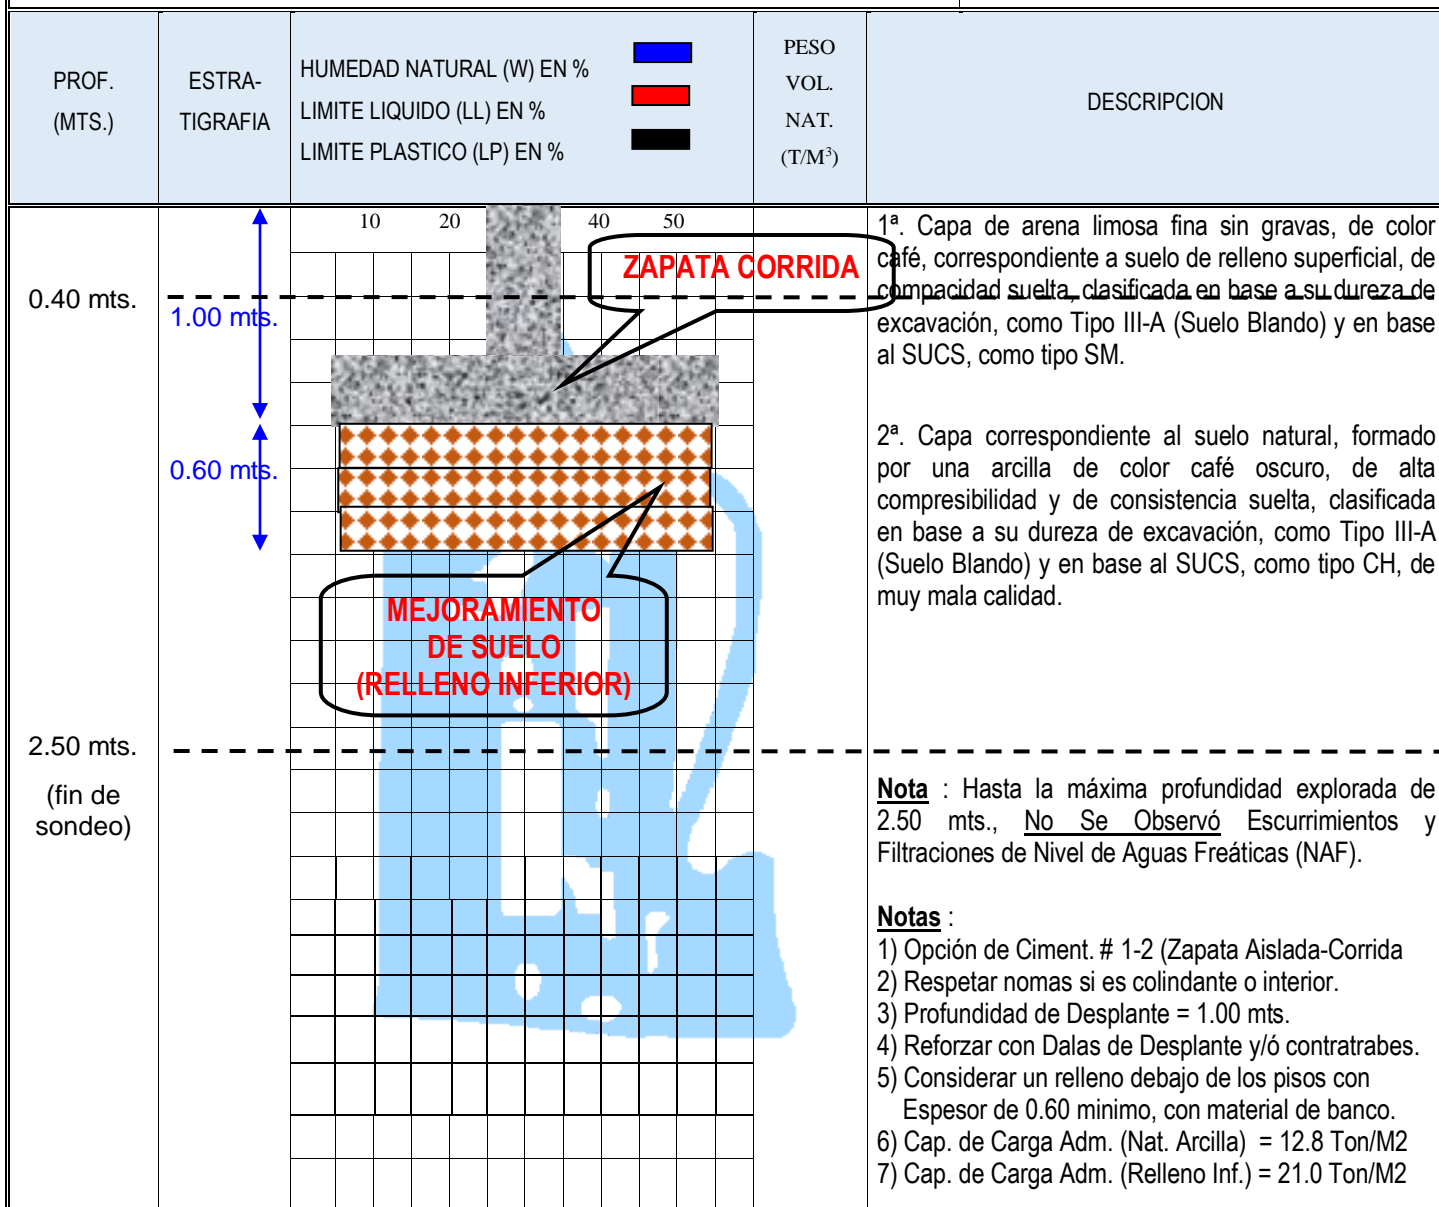 PROF.
(MTS.)
ESTRA-
TIGRAFIA
HUMEDAD NATURAL (W) EN %
LIMITE LIQUIDO (LL) EN %
LIMITE PLASTICO (LP) EN %
PESO
VOL.
NAT.
(T/M³)
DESCRIPCION
10 20 40 50
ZAPATA CORRIDA
0.40 mts.
1.00 mts.
0.60 mts.
MEJORAMIENTO
DE SUELO
(RELLENO INFERIOR)
2.50 mts.
(fin de
sondeo)
1ª. Capa de arena limosa fina sin gravas, de color
café, correspondiente a suelo de relleno superficial, de
compacidad suelta, clasificada en base a su dureza de
excavación, como Tipo III-A (Suelo Blando) y en base
al SUCS, como tipo SM.
2ª. Capa correspondiente al suelo natural, formado
por una arcilla de color café oscuro, de alta
compresibilidad y de consistencia suelta, clasificada
en base a su dureza de excavación, como Tipo III-A
(Suelo Blando) y en base al SUCS, como tipo CH, de
muy mala calidad.
Nota : Hasta la máxima profundidad explorada de
2.50 mts., No Se Observó Escurrimientos y
Filtraciones de Nivel de Aguas Freáticas (NAF).
Notas :
1) Opción de Ciment. # 1-2 (Zapata Aislada-Corrida
2) Respetar nomas si es colindante o interior.
3) Profundidad de Desplante = 1.00 mts.
4) Reforzar con Dalas de Desplante y/ó contratrabes.
5) Considerar un relleno debajo de los pisos con
Espesor de 0.60 minimo, con material de banco.
6) Cap. de Carga Adm. (Nat. Arcilla) = 12.8 Ton/M2
7) Cap. de Carga Adm. (Relleno Inf.) = 21.0 Ton/M2